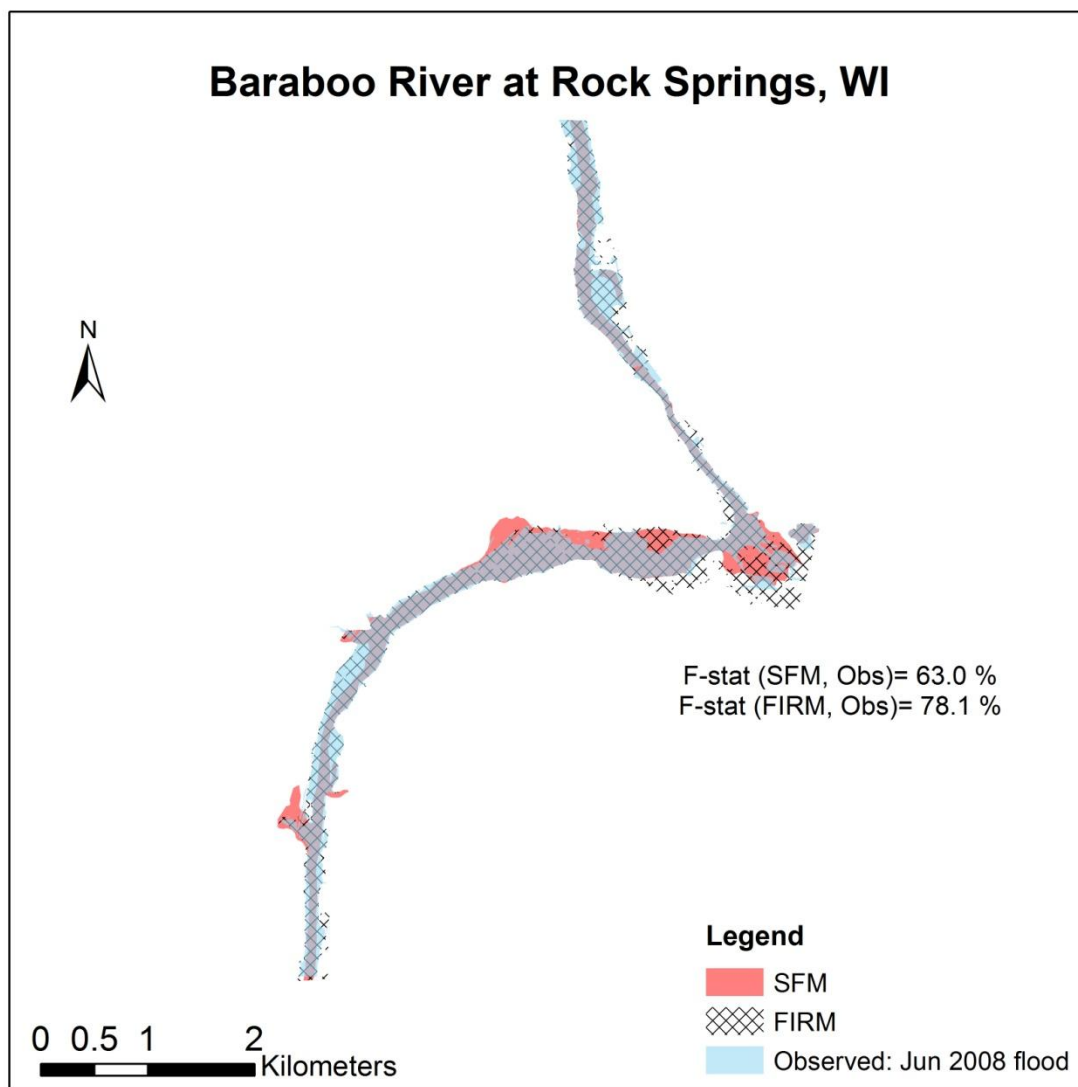 Baraboo River at Rock Springs, WI
N
F-stat (SFM, Obs)= 63.0 %
F-stat (FIRM, Obs)= 78.1 %
Legend
SFM
FIRM
Observed: Jun 2008 flood
0 0.5 1 2
Kilometers